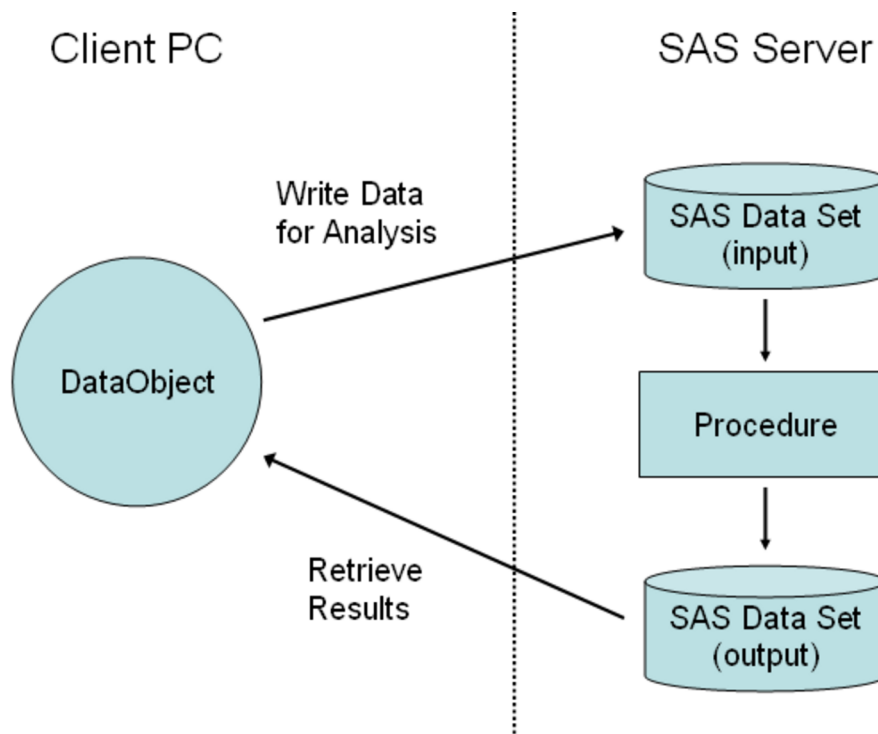 Client PC
SAS Server
Write Data
for Analysis
SAS Data Set
(input)
DataObject
Procedure
Retrieve
Results
SAS Data Set
(output)